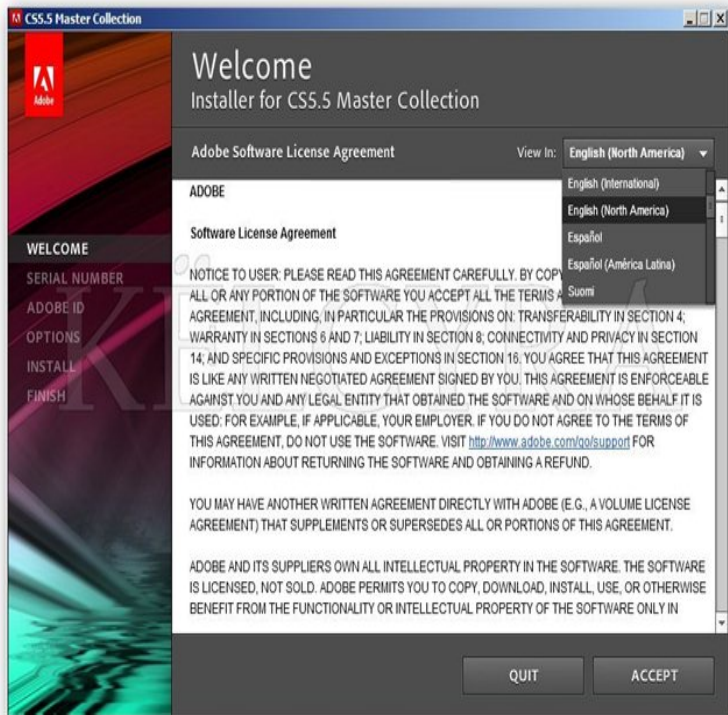 CS5.5 Master Collection
Adobe
Welcome
Installer for CS5.5 Master Collection
Adobe Software License Agreement
View In: English (North America)
English (International)
English (North America)
Español
Español (América Latina)
Suomi
WELCOME
SERIAL NUMBER
ADOBE ID
OPTIONS
INSTALL
FINISH
ADOBE
Software License Agreement
NOTICE TO USER: PLEASE READ THIS AGREEMENT CAREFULLY. BY COPY
ALL OR ANY PORTION OF THE SOFTWARE YOU ACCEPT ALL THE TERMS A
AGREEMENT, INCLUDING, IN PARTICULAR THE PROVISIONS ON: TRANSFERABILITY IN SECTION 4;
WARRANTY IN SECTIONS 6 AND 7; LIABILITY IN SECTION 8; CONNECTIVITY AND PRIVACY IN SECTION
14; AND SPECIFIC PROVISIONS AND EXCEPTIONS IN SECTION 16. YOU AGREE THAT THIS AGREEMENT
IS LIKE ANY WRITTEN NEGOTIATED AGREEMENT SIGNED BY YOU. THIS AGREEMENT IS ENFORCEABLE
AGAINST YOU AND ANY LEGAL ENTITY THAT OBTAINED THE SOFTWARE AND ON WHOSE BEHALF IT IS
USED: FOR EXAMPLE, IF APPLICABLE, YOUR EMPLOYER. IF YOU DO NOT AGREE TO THE TERMS OF
THIS AGREEMENT, DO NOT USE THE SOFTWARE. VISIT http://www.adobe.com/go/support FOR
INFORMATION ABOUT RETURNING THE SOFTWARE AND OBTAINING A REFUND.
YOU MAY HAVE ANOTHER WRITTEN AGREEMENT DIRECTLY WITH ADOBE (E.G., A VOLUME LICENSE
AGREEMENT) THAT SUPPLEMENTS OR SUPERSEDES ALL OR PORTIONS OF THIS AGREEMENT.
ADOBE AND ITS SUPPLIERS OWN ALL INTELLECTUAL PROPERTY IN THE SOFTWARE. THE SOFTWARE
IS LICENSED, NOT SOLD. ADOBE PERMITS YOU TO COPY, DOWNLOAD, INSTALL, USE, OR OTHERWISE
BENEFIT FROM THE FUNCTIONALITY OR INTELLECTUAL PROPERTY OF THE SOFTWARE ONLY IN
QUIT
ACCEPT